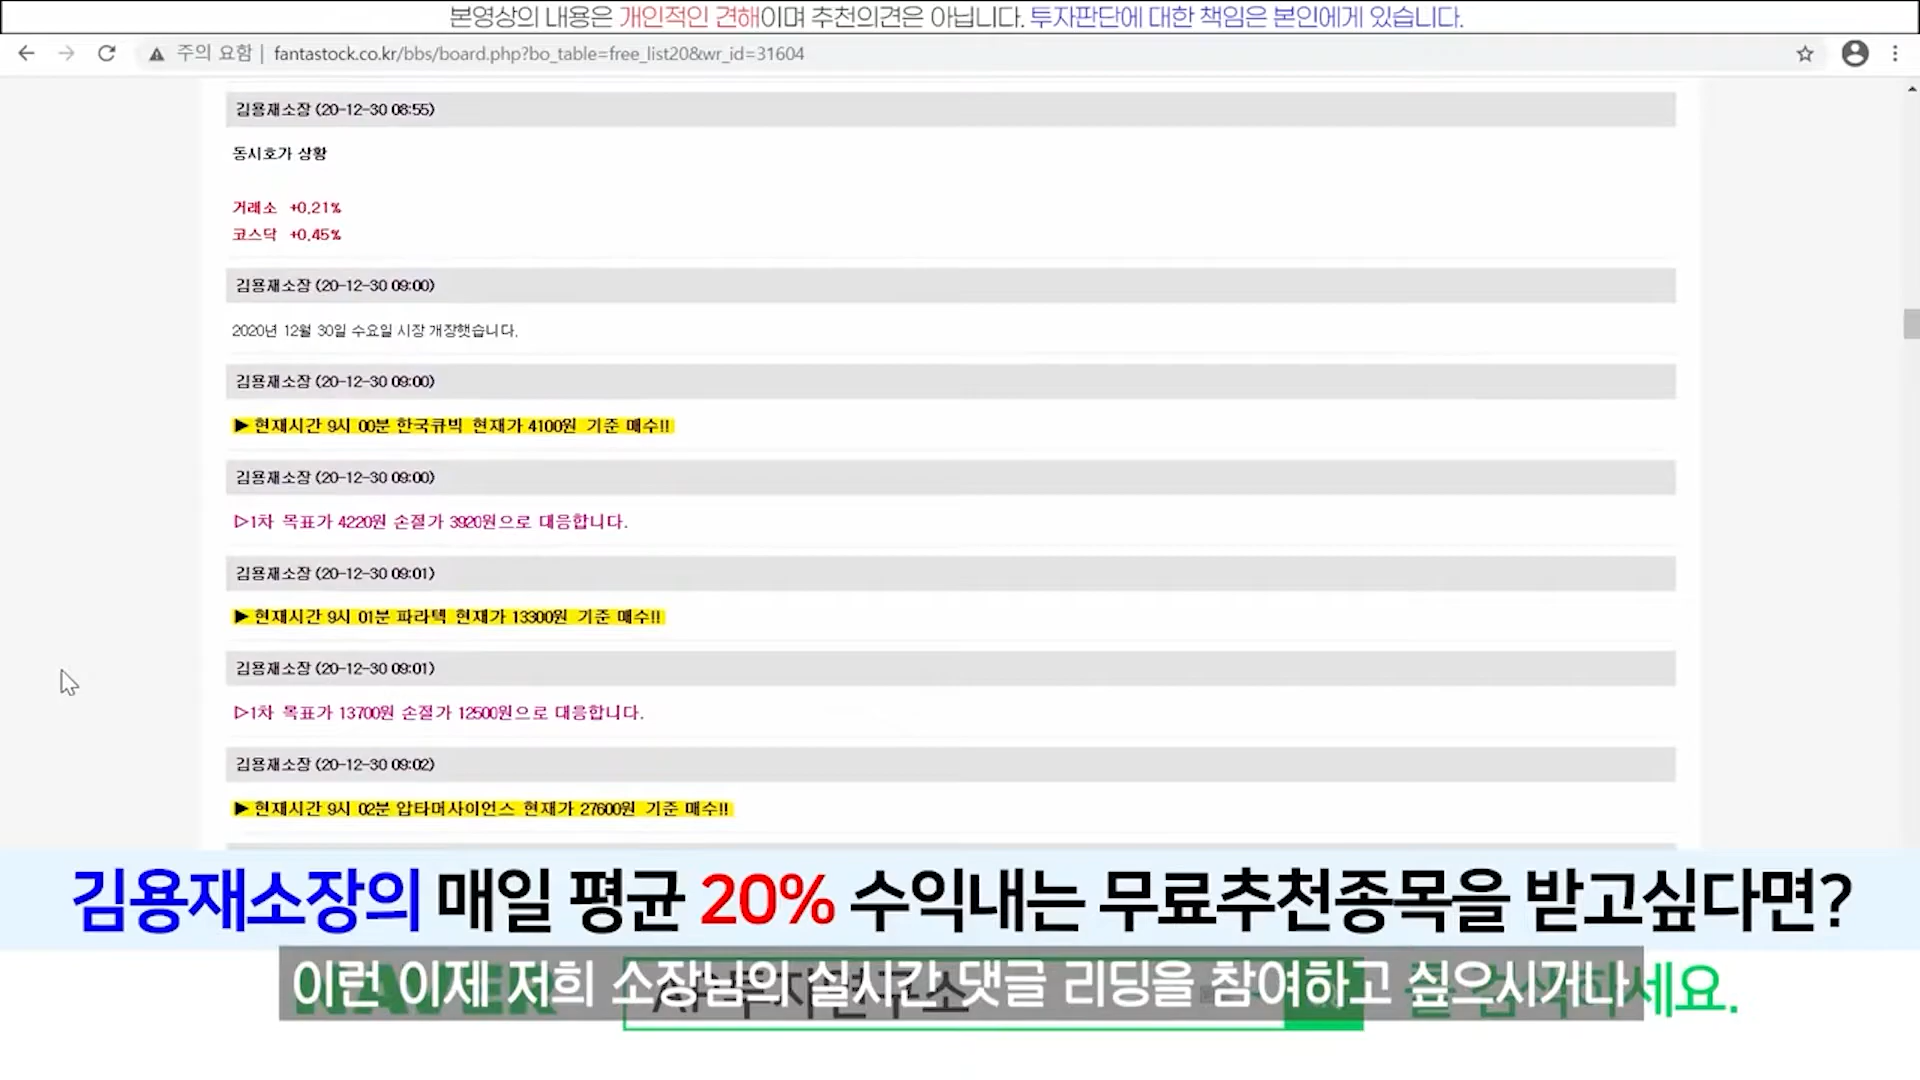 본영상의 내용은 개인적인 견해이며 추천의견은 아닙니다. 투자판단에 대한 책임은 본인에게 있습니다.
주의 요함 | fantastock.co.kr/bbs/board.php?bo_table=free_list20&wr_id=31604
김용재소장 (20-12-30 08:55)
동시호가 상황
거래소 +0.21%
코스닥 +0.45%
김용재소장 (20-12-30 09:00)
2020년 12월 30일 수요일 시장 개장했습니다.
김용재소장 (20-12-30 09:00)
▶ 현재시간 9시 00분 한국큐빅 현재가 4100원 기준 매수!!
김용재소장 (20-12-30 09:00)
▷1차 목표가 4220원 손절가 3920원으로 대응합니다.
김용재소장 (20-12-30 09:01)
▶ 현재시간 9시 01분 파라텍 현재가 13300원 기준 매수!!
김용재소장 (20-12-30 09:01)
▷1차 목표가 13700원 손절가 12500원으로 대응합니다.
김용재소장 (20-12-30 09:02)
▶ 현재시간 9시 02분 압타머사이언스 현재가 27600원 기준 매수!!
김용재소장의 매일 평균 20% 수익내는 무료추천종목을 받고싶다면?
이런 이제 저희 소장님의 실시간 댓글 리딩을 참여하고 싶으시거나
세요.